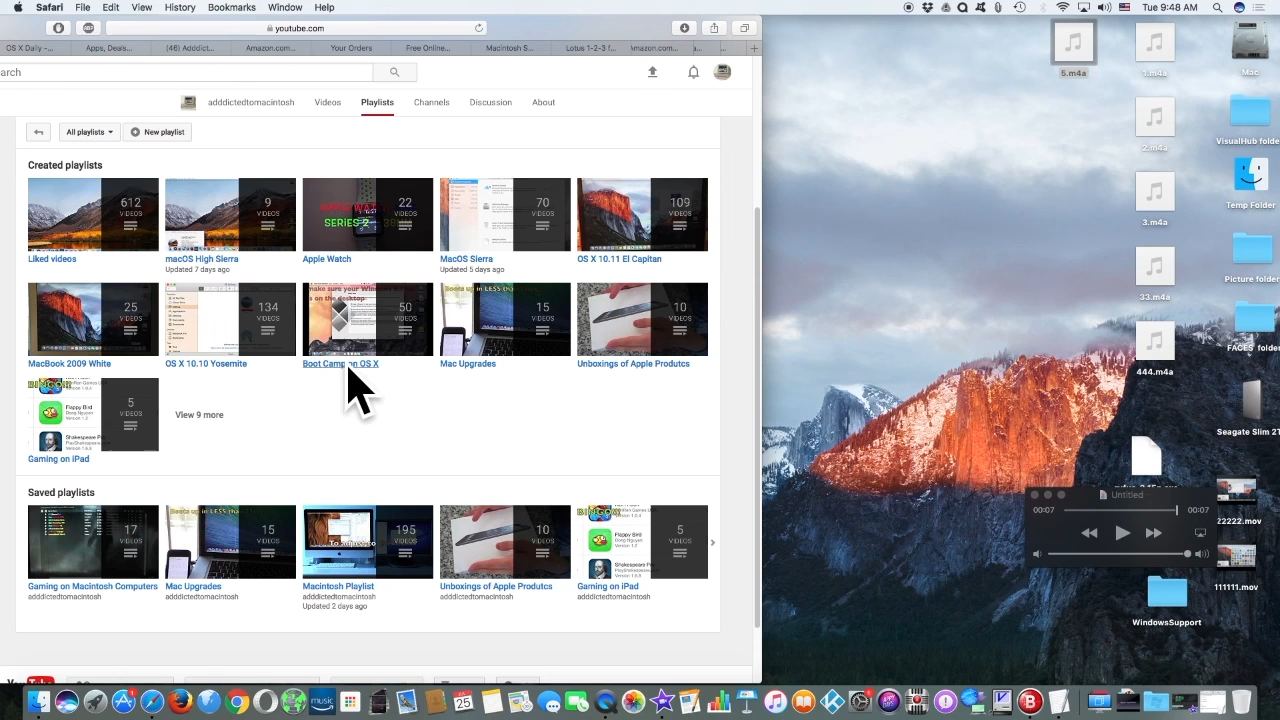 Safari File Edit View History Bookmarks Window Help
Tue 9:48 AM
youtube.com
OS X Daily -... Apps, Deals... (46) Adddict... Amazon.com... Your Orders Free Online... Macintosh S... Lotus 1-2-3 f...
arch
adddictedtomacintosh Videos Playlists Channels Discussion About
All playlists New playlist
Created playlists
612 VIDEOS
9 VIDEOS
22 VIDEOS
70 VIDEOS
109 VIDEOS
Liked videos
macOS High Sierra
Updated 7 days ago
Apple Watch
MacOS Sierra
Updated 5 days ago
OS X 10.11 El Capitan
25 VIDEOS
134 VIDEOS
50 VIDEOS
15 VIDEOS
10 VIDEOS
MacBook 2009 White
OS X 10.10 Yosemite
Boot Camp on OS X
Mac Upgrades
Unboxings of Apple Produtcs
Flappy Bird
5 VIDEOS
View 9 more
Gaming on iPad
Saved playlists
17 VIDEOS
15 VIDEOS
195 VIDEOS
10 VIDEOS
5 VIDEOS
Gaming on Macintosh Computers
adddictedtomacintosh
Mac Upgrades
adddictedtomacintosh
Macintosh Playlist
adddictedtomacintosh
Updated 2 days ago
Unboxings of Apple Produtcs
adddictedtomacintosh
Gaming on iPad
adddictedtomacintosh
5.m4a
1.m4a
Mac
2.m4a
VisualHub folde
3.m4a
Temp Folder
33.m4a
Picture folder
444.m4a
FACES folder
Seagate Slim 2T
Untitled
00:07 00:07
22222.mov
111111.mov
WindowsSupport
music
25